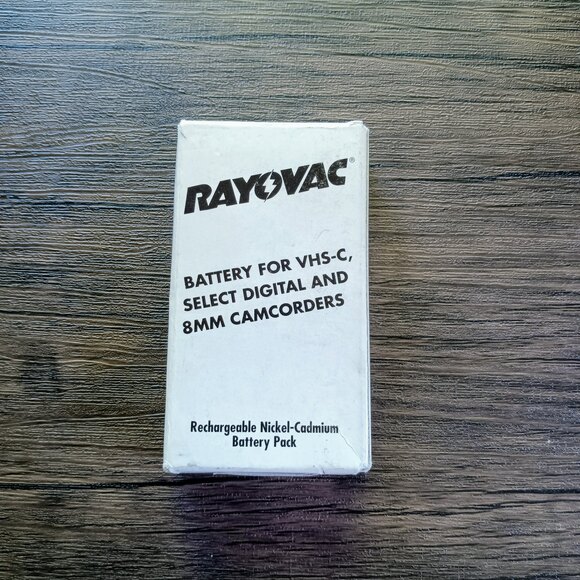 RAYOVAC®
BATTERY FOR VHS-C,
SELECT DIGITAL AND
8MM CAMCORDERS
Rechargeable Nickel-Cadmium
Battery Pack